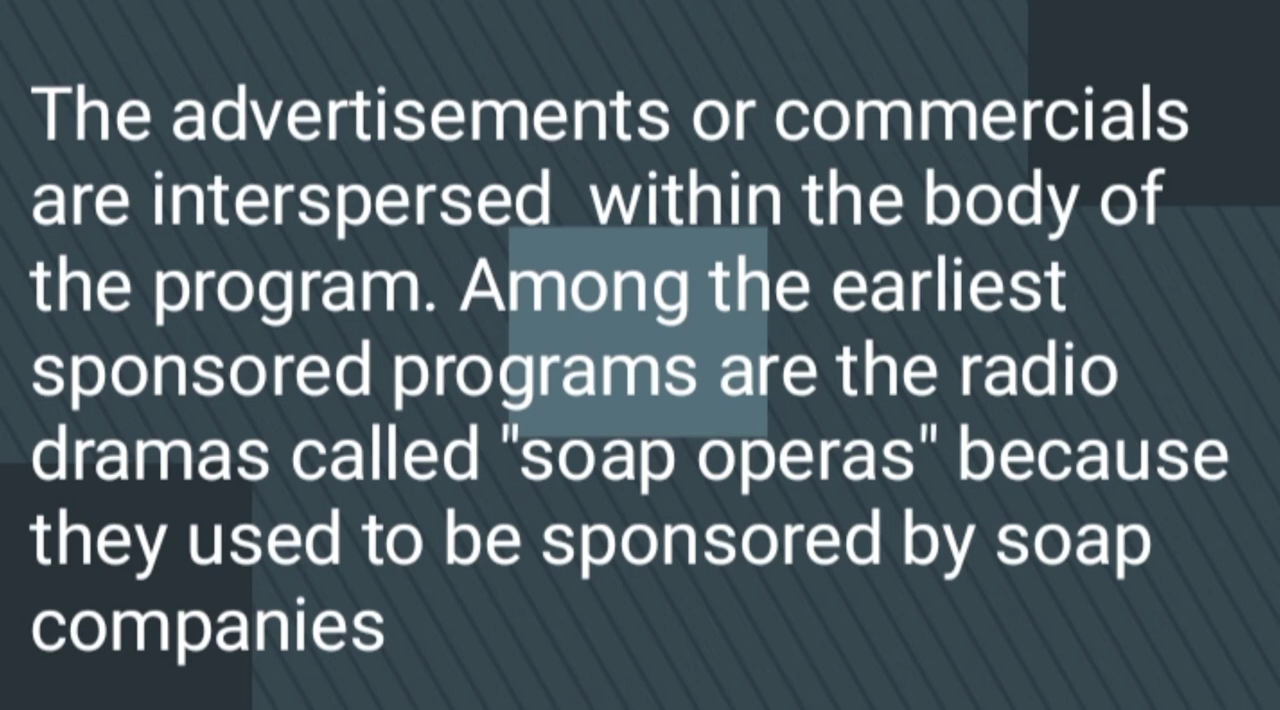 The advertisements or commercials
are interspersed  within the body of
the program. Among the earliest
sponsored programs are the radio
dramas called "soap operas" because
they used to be sponsored by soap
companies